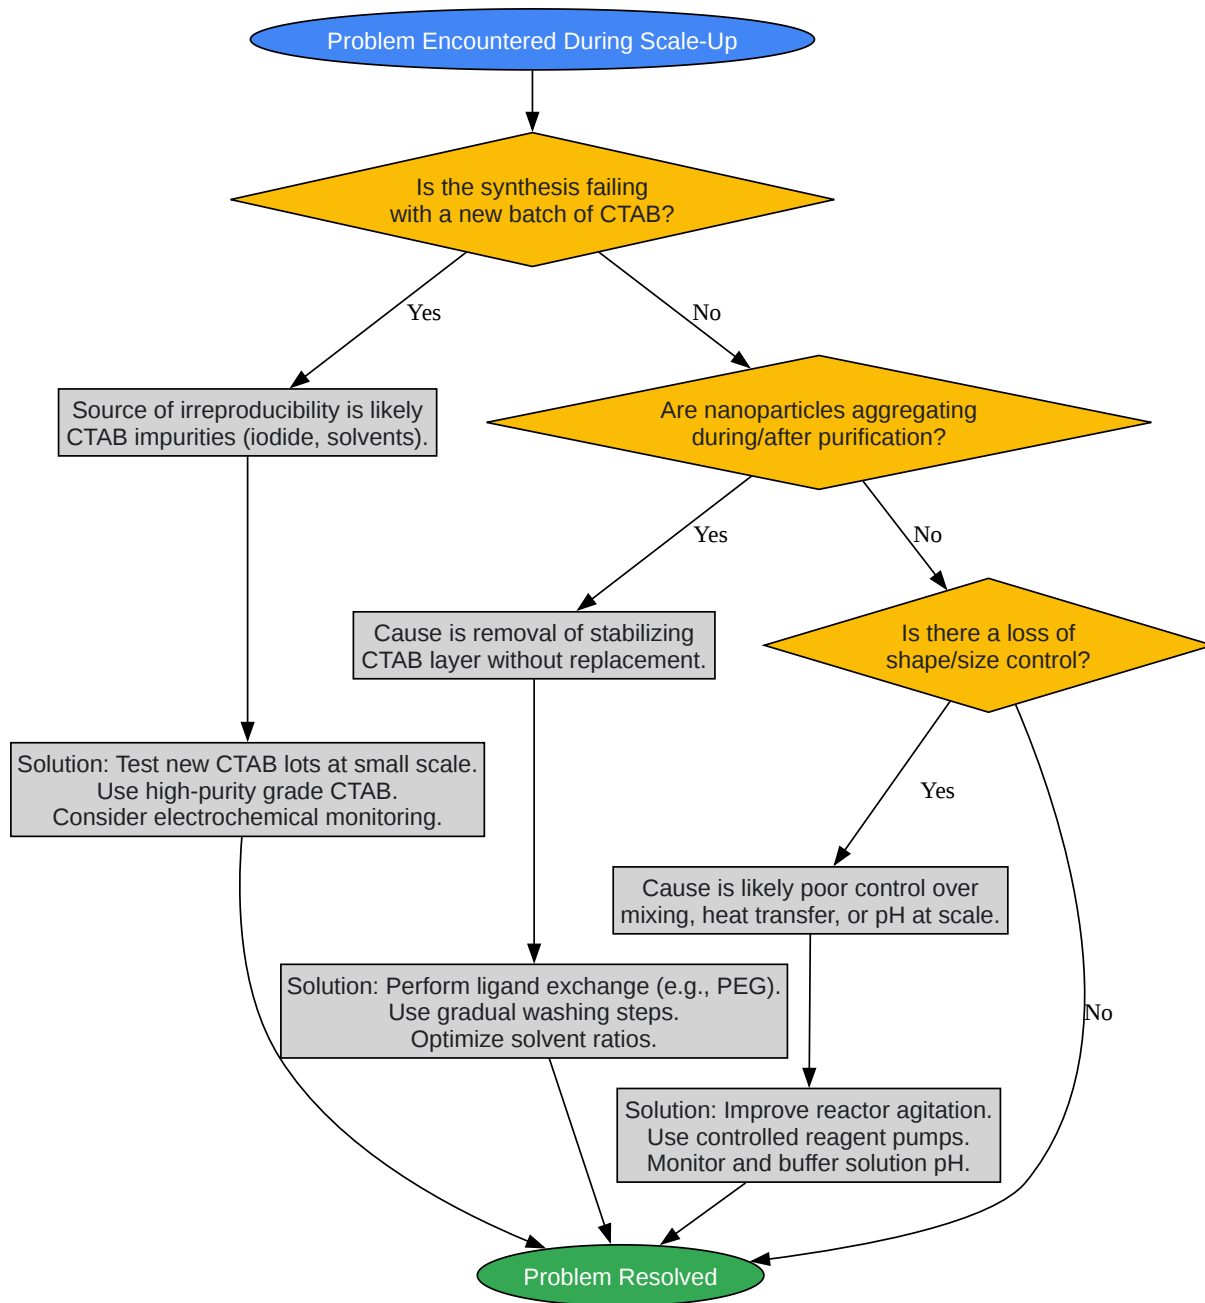 Problem Encountered During Scale-Up
Is the synthesis failing
with a new batch of CTAB?
Yes
No
Source of irreproducibility is likely
CTAB impurities (iodide, solvents).
Are nanoparticles aggregating
during/after purification?
Yes
No
Cause is removal of stabilizing
CTAB layer without replacement.
Is there a loss of
shape/size control?
Solution: Test new CTAB lots at small scale.
Use high-purity grade CTAB.
Consider electrochemical monitoring.
Yes
Cause is likely poor control over
mixing, heat transfer, or pH at scale.
Solution: Perform ligand exchange (e.g., PEG).
Use gradual washing steps.
Optimize solvent ratios.
No
Solution: Improve reactor agitation.
Use controlled reagent pumps.
Monitor and buffer solution pH.
Problem Resolved